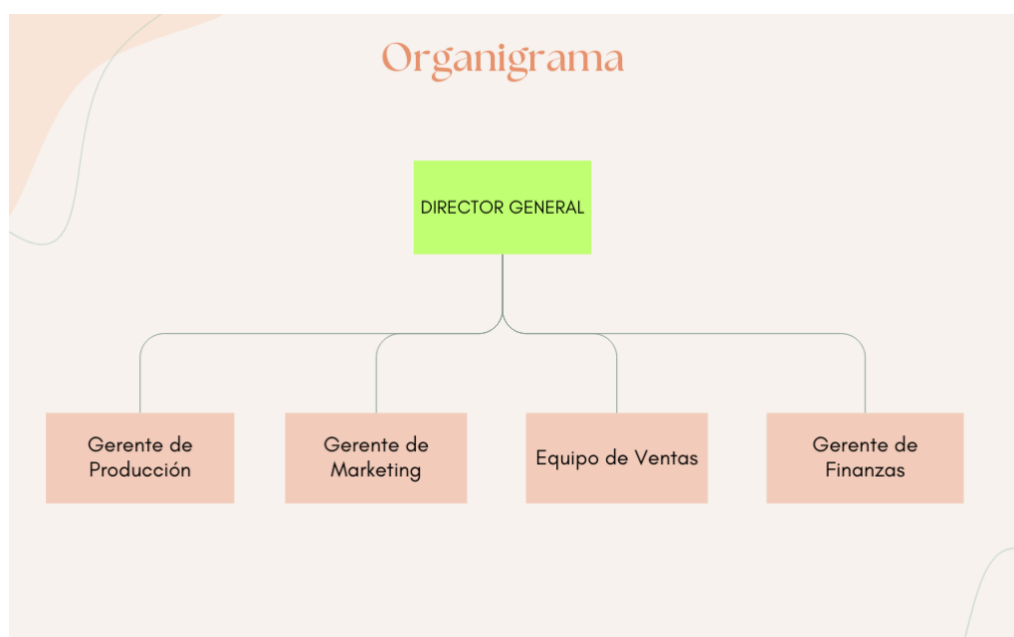 Organigrama
DIRECTOR GENERAL
Gerente de
Producción
Gerente de
Marketing
Equipo de Ventas
Gerente de
Finanzas